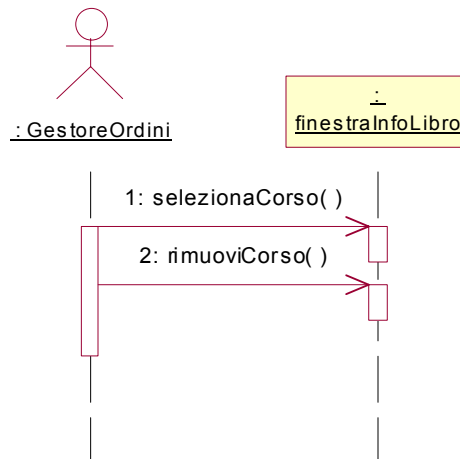 : GestoreOrdini
:
finestraInfoLibro
1: selezionaCorso( )
2: rimuoviCorso( )